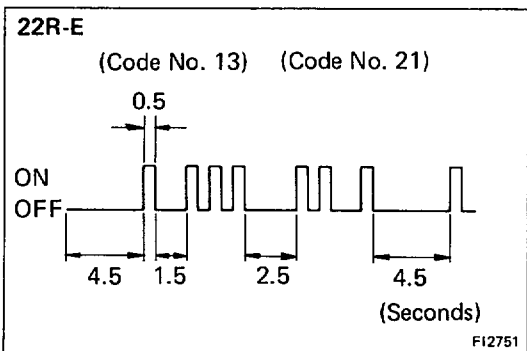 22R-E
(Code No. 13) (Code No. 21)
0.5
ON
OFF
4.5 1.5 2.5 4.5
(Seconds)
FI2751